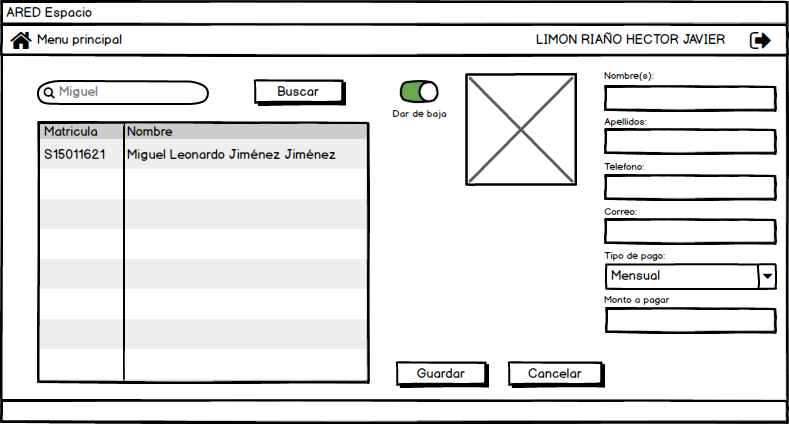 ARED Espacio
Menu principal
LIMON RIAÑO HECTOR JAVIER
Miguel
Buscar
Matricula
Nombre
S15011621
Miguel Leonardo Jiménez Jiménez
Dar de baja
Nombre(s):
Apellidos:
Telefono:
Correo:
Tipo de pago:
Mensual
Monto a pagar
Guardar
Cancelar